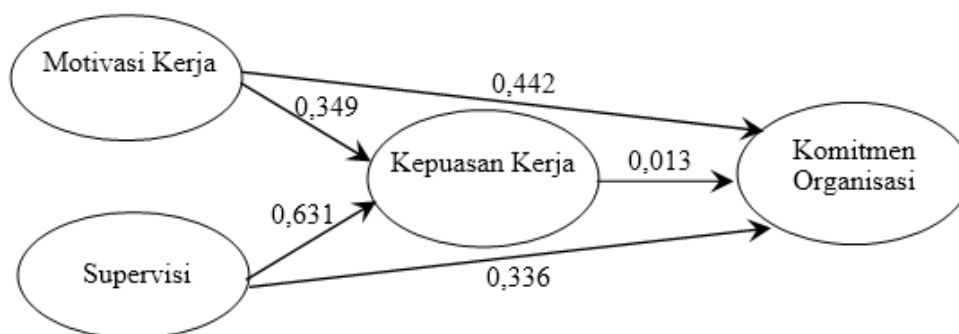 Motivasi Kerja
0,442
0,349
Kepuasan Kerja
0,013
Komitmen
Organisasi
0,631
Supervisi
0,336